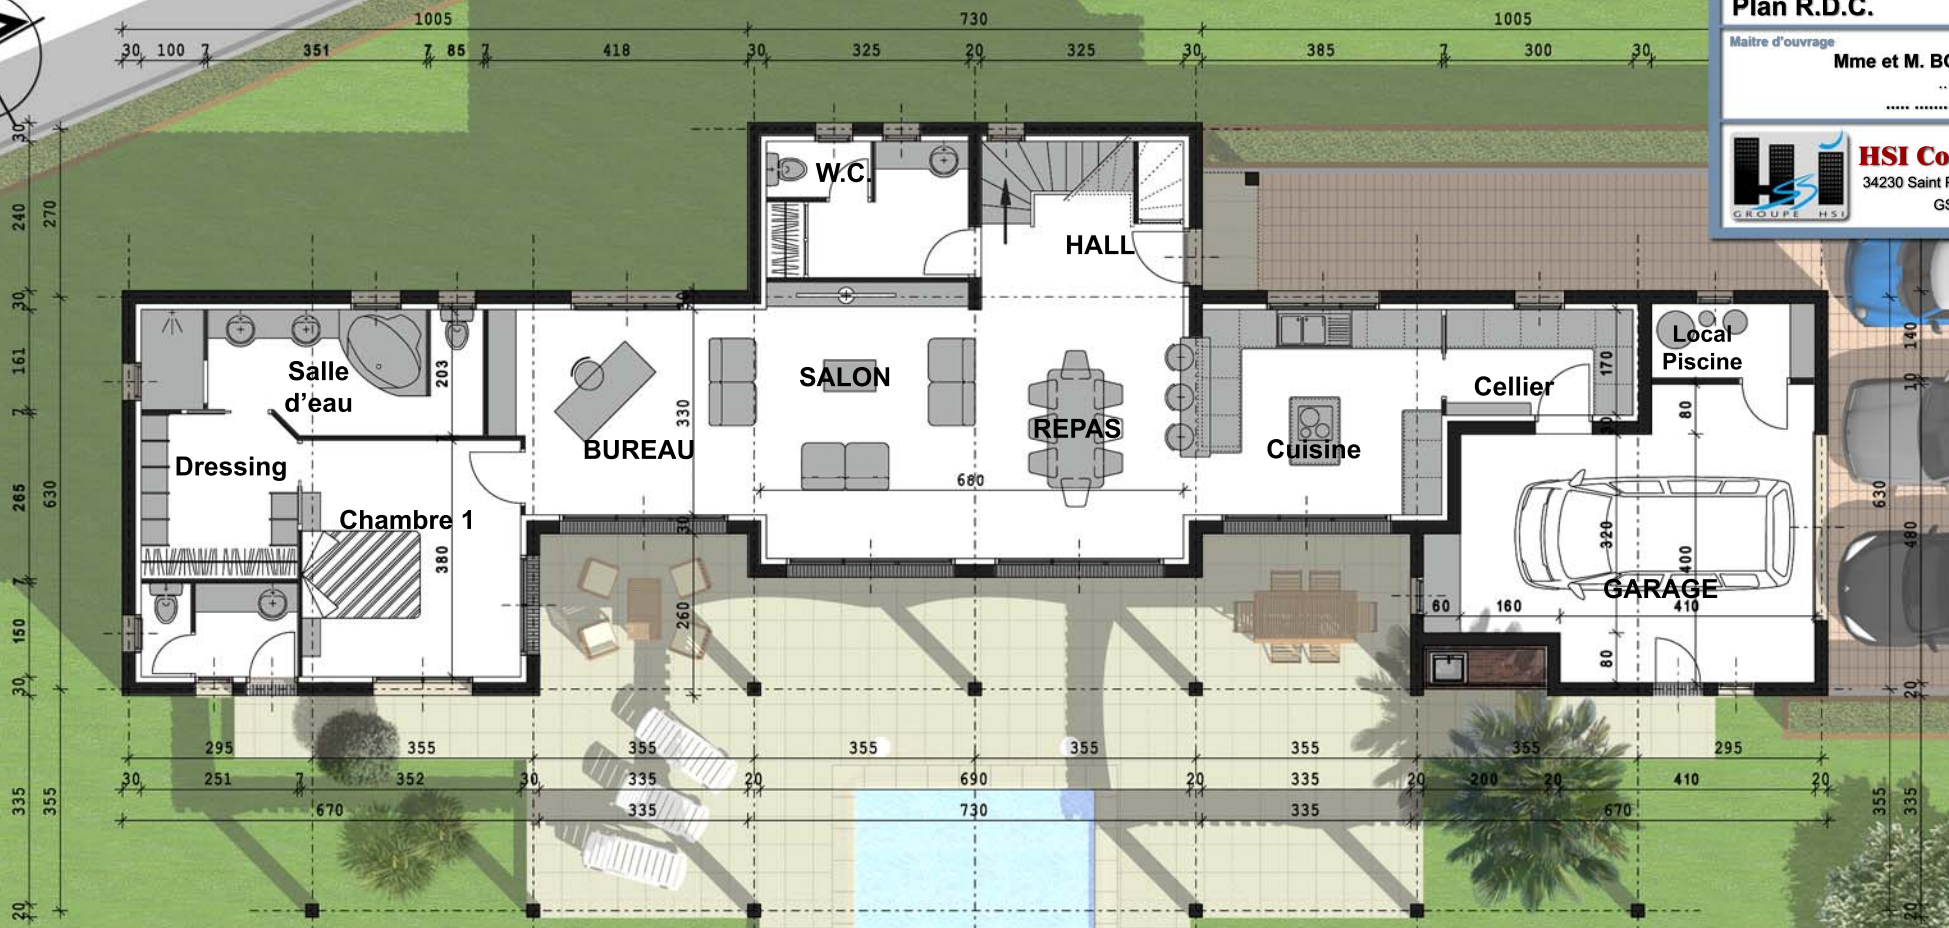 Plan R.D.C.
Maitre d'ouvrage
Mme et M.
HSI
34230 Saint
GROUPE HSI
1005 730 1005
30 100 7 351 7 85 7 418 30 325 20 325 30 385 7 300 30
30
240 270
30
161
7
265 630
7
150
30
335 355
20
W.C.
HALL
Salle
d'eau
203
Dressing
Chambre 1
380
BUREAU
330
30
30
260
SALON
REPAS
680
Cuisine
Cellier
170
30
Local
Piscine
80
320
400
GARAGE
60 160 410
80
140
10
630
480
20
355 335
20
295 355 355 355 355 355 355 295
30 251 7 352 30 335 20 690 20 335 20 200 20 410 20
670 335 730 335 670